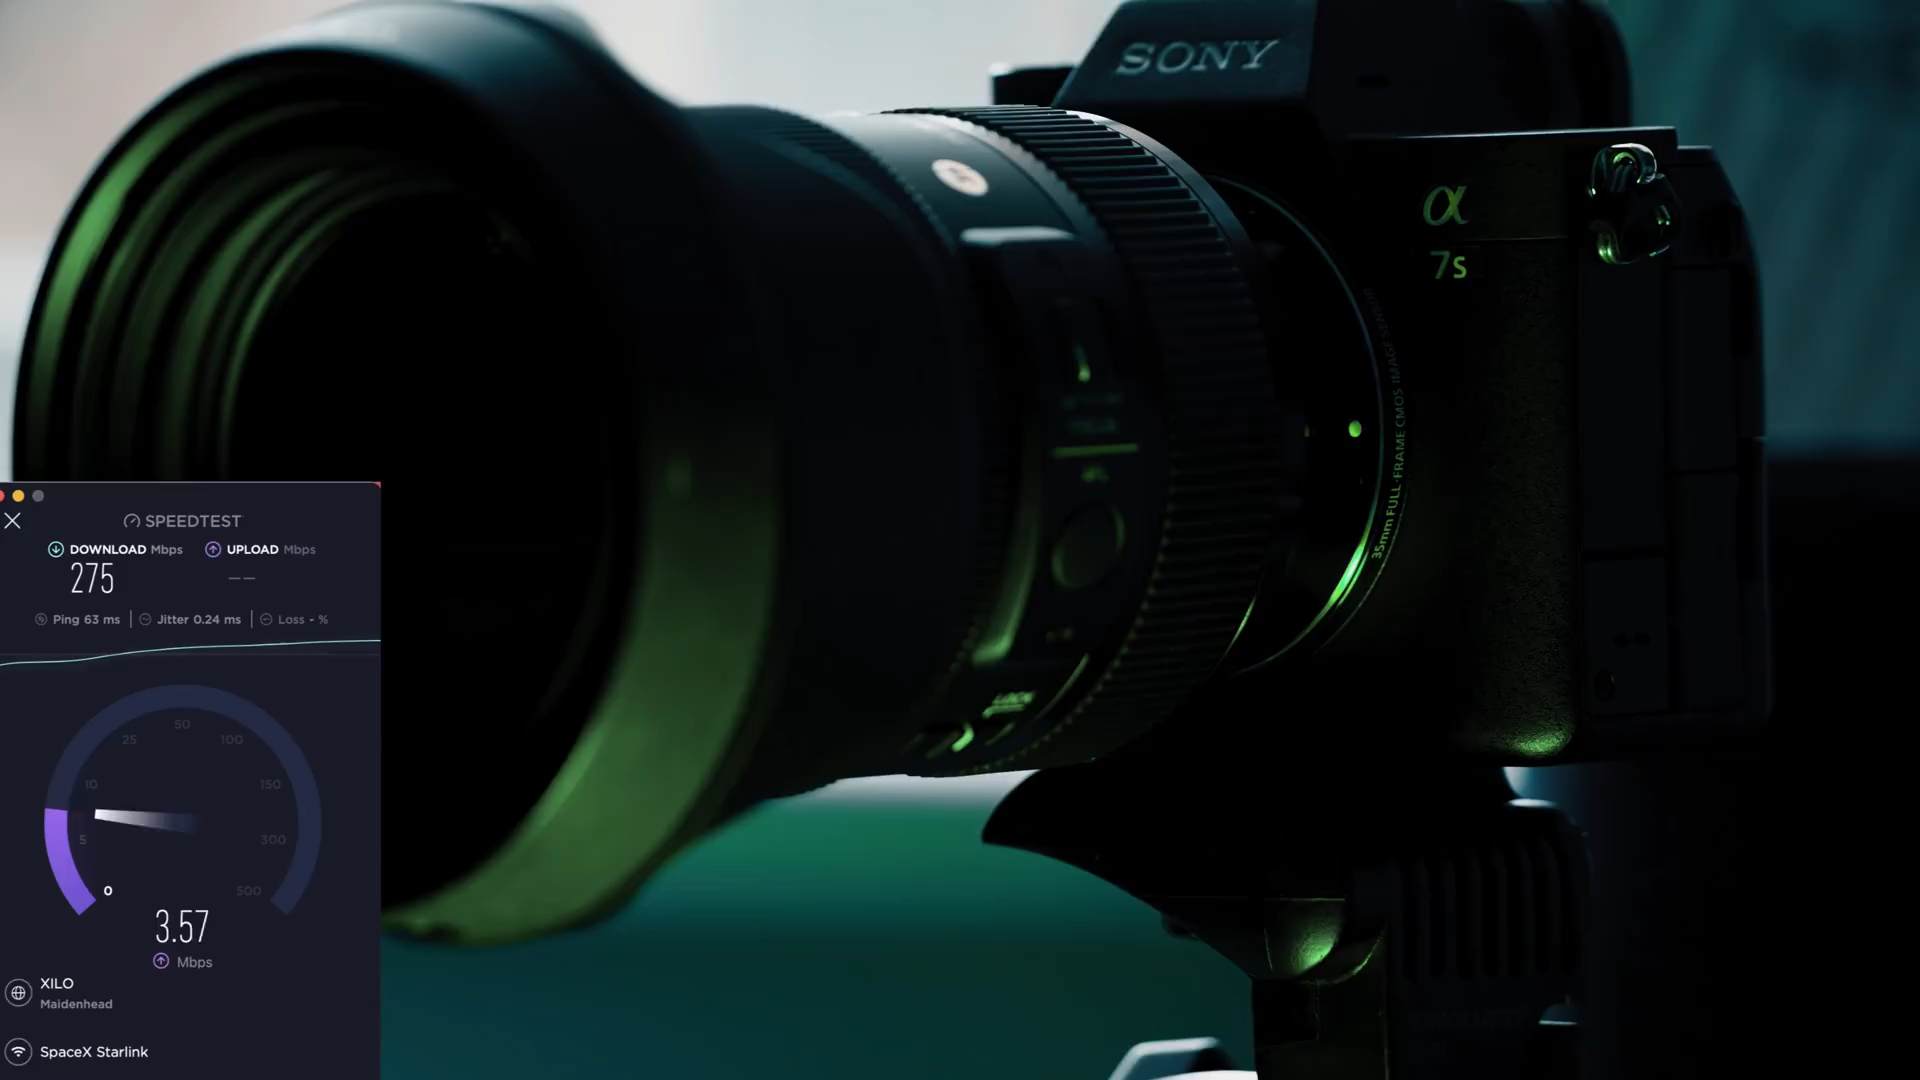 SONY
α
7s
35mm FULL-FRAME CMOS IMAGE SENSOR
LOCK
SPEEDTEST
DOWNLOAD Mbps UPLOAD Mbps
275 --
Ping 63 ms Jitter 0.24 ms Loss - %
50
25 100
10 150
5 300
0 500
3.57
Mbps
XILO
Maidenhead
SpaceX Starlink